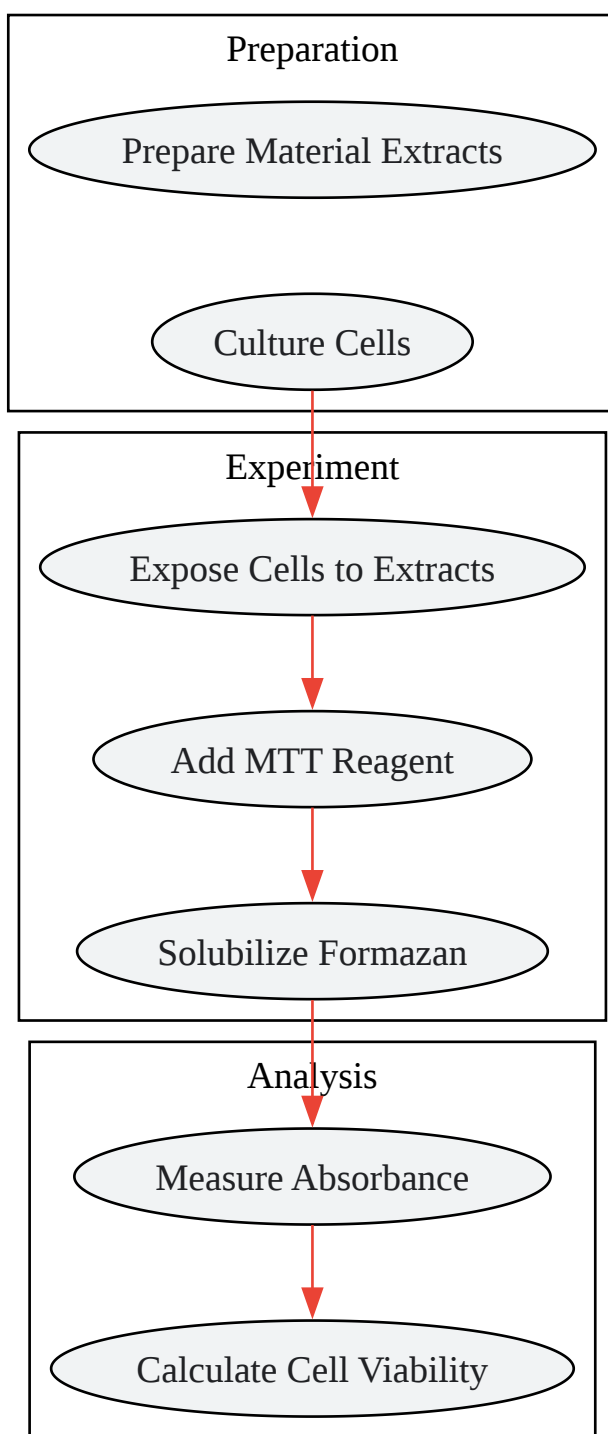 Preparation
Prepare Material Extracts
Culture Cells
Experiment
Expose Cells to Extracts
Add MTT Reagent
Solubilize Formazan
Analysis
Measure Absorbance
Calculate Cell Viability